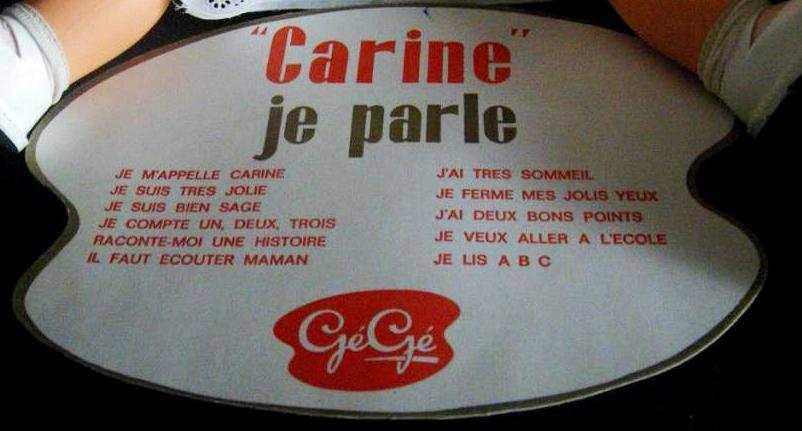 "Carine"
je parle
JE M'APPELLE CARINE
JE SUIS TRES JOLIE
JE SUIS BIEN SAGE
JE COMPTE UN, DEUX, TROIS
RACONTE-MOI UNE HISTOIRE
IL FAUT ECOUTER MAMAN
J'AI TRES SOMMEIL
JE FERME MES JOLIS YEUX
J'AI DEUX BONS POINTS
JE VEUX ALLER A L'ECOLE
JE LIS A B C
GéGé